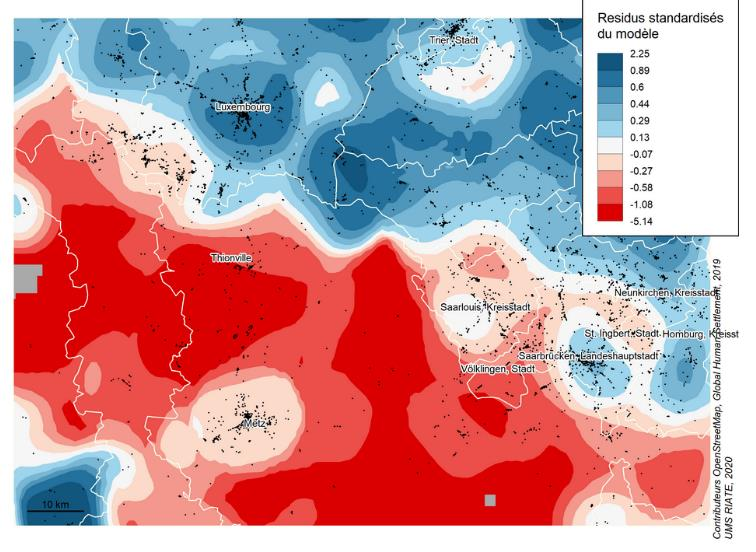 Residus standardisés
du modèle
2.25
0.89
0.6
0.44
0.29
0.13
-0.07
-0.27
-0.58
-1.08
-5.14
Trier, Stadt
Luxembourg
Thionville
Saarlouis, Kreisstadt
Neunkirchen, Kreisstadt
St. Ingbert, Stadt
Homburg, Kreisst
Saarbrücken, Landeshauptstadt
Völklingen, Stadt
Metz
10 km
Contributeurs OpenStreetMap, Global Human Settlement, 2019
UMS RIATE, 2020